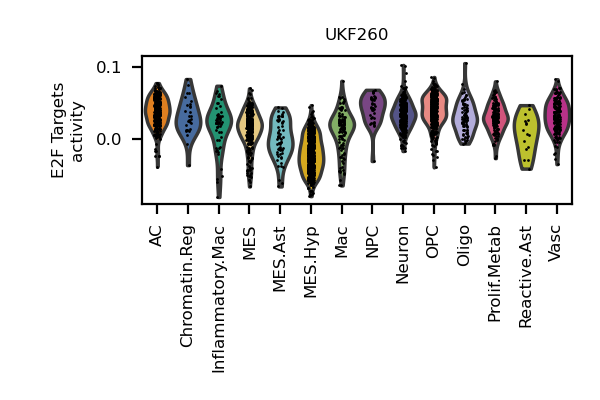 UKF260
E2F Targets
activity
0.1
0.0
AC
Chromatin.Reg
Inflammatory.Mac
MES
MES.Ast
MES.Hyp
Mac
NPC
Neuron
OPC
Oligo
Prolif.Metab
Reactive.Ast
Vasc